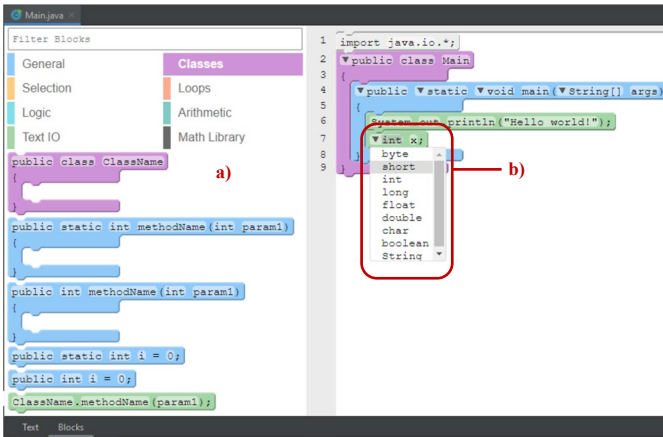 Main.java ×
Filter Blocks
General Classes
Selection Loops
Logic Arithmetic
Text IO Math Library
public class ClassName
{
}
public static int methodName(int param1)
{
}
public int methodName(int param1)
{
}
public static int i = 0;
public int i = 0;
ClassName.methodName(param1);
a)
1 import java.io.*;
2 ▼public class Main
3 {
4 ▼public ▼static ▼void main(▼String[] args)
5 {
6 System.out.println("Hello world!");
7 ▼int x;
8 }
9 }
byte
short
int
long
float
double
char
boolean
String
b)
Text Blocks